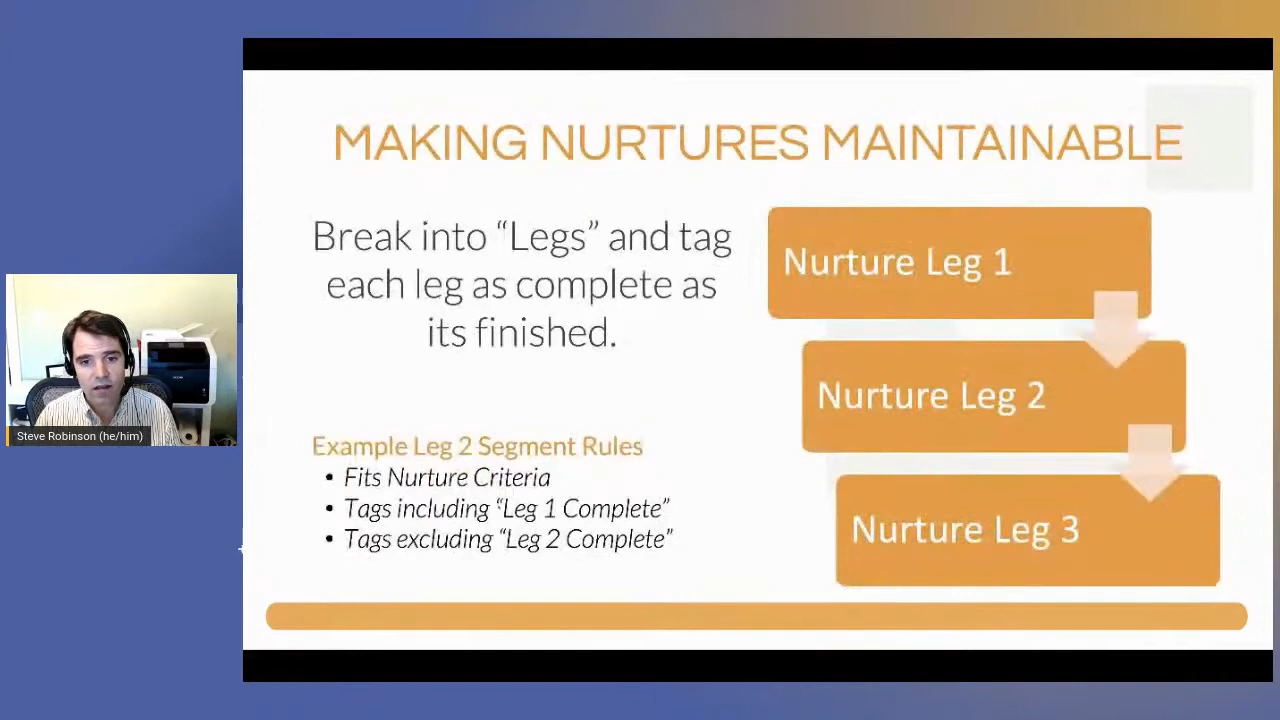 MAKING NURTURES MAINTAINABLE
Break into “Legs” and tag
each leg as complete as
its finished.
Example Leg 2 Segment Rules
• Fits Nurture Criteria
• Tags including “Leg 1 Complete”
• Tags excluding “Leg 2 Complete”
Nurture Leg 1
Nurture Leg 2
Nurture Leg 3
Steve Robinson (he/him)